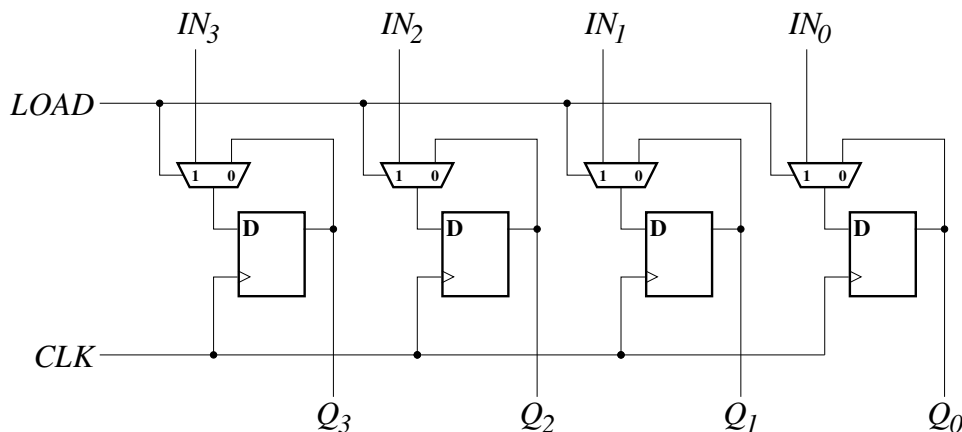 IN3 IN2 IN1 IN0
LOAD
1 0 1 0 1 0 1 0
D D D D
CLK
Q3 Q2 Q1 Q0